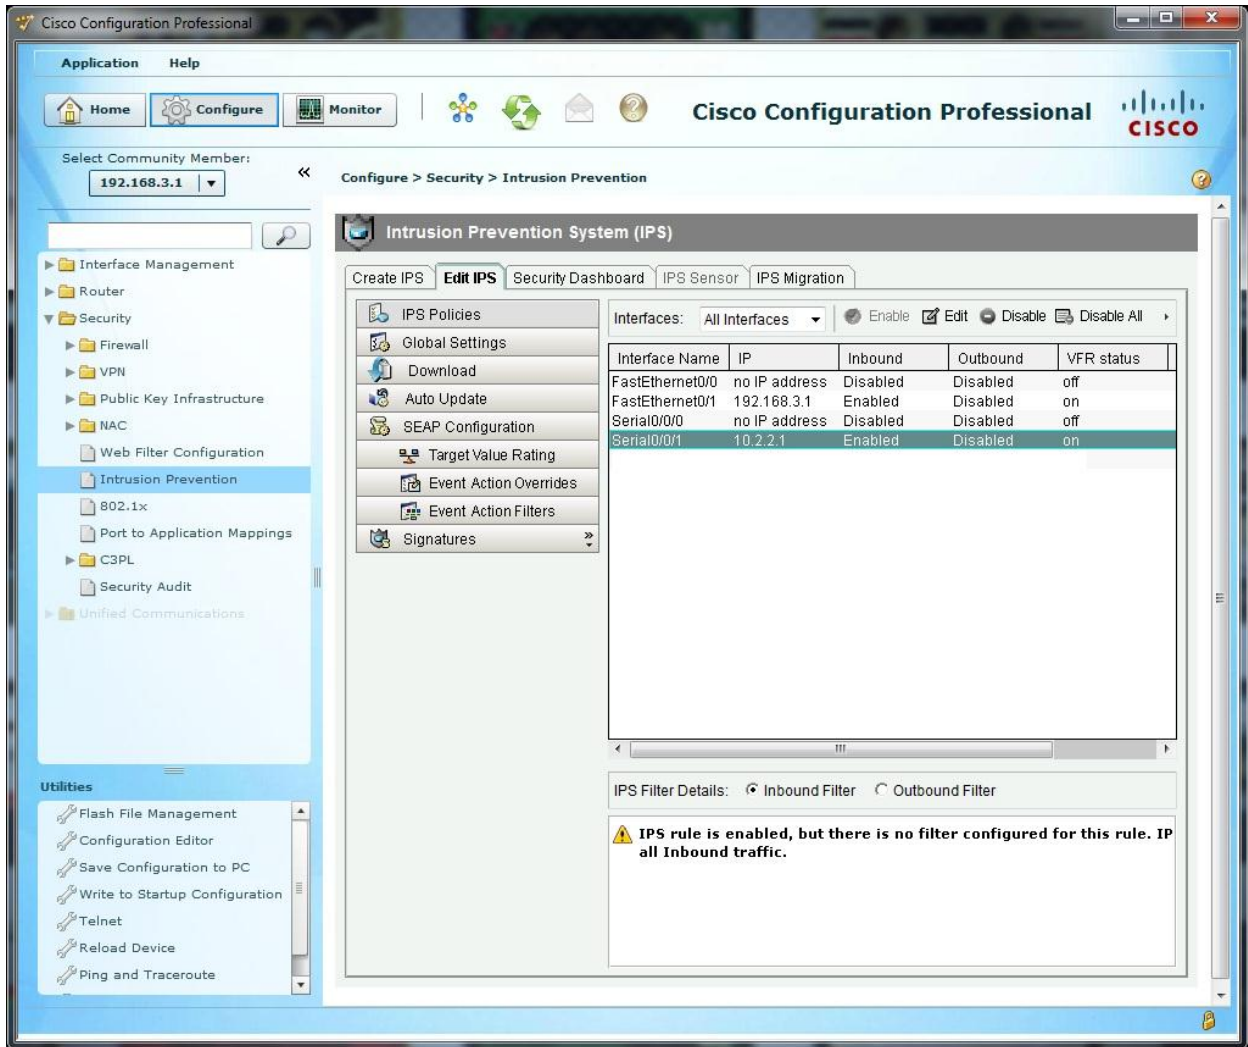 Cisco Configuration Professional
Application Help
Home Configure Monitor Cisco Configuration Professional CISCO
Select Community Member:
192.168.3.1
Configure > Security > Intrusion Prevention
Intrusion Prevention System (IPS)
Interface Management
Router
Security
Firewall
VPN
Public Key Infrastructure
NAC
Web Filter Configuration
Intrusion Prevention
802.1x
Port to Application Mappings
C3PL
Security Audit
Unified Communications
Utilities
Flash File Management
Configuration Editor
Save Configuration to PC
Write to Startup Configuration
Telnet
Reload Device
Ping and Traceroute
Create IPS Edit IPS Security Dashboard IPS Sensor IPS Migration
IPS Policies
Global Settings
Download
Auto Update
SEAP Configuration
Target Value Rating
Event Action Overrides
Event Action Filters
Signatures
Interfaces: All Interfaces Enable Edit Disable Disable All
Interface Name IP Inbound Outbound VFR status
FastEthernet0/0 no IP address Disabled Disabled off
FastEthernet0/1 192.168.3.1 Enabled Disabled on
Serial0/0/0 no IP address Disabled Disabled off
Serial0/0/1 10.2.2.1 Enabled Disabled on
IPS Filter Details: Inbound Filter Outbound Filter
IPS rule is enabled, but there is no filter configured for this rule. IP
all Inbound traffic.